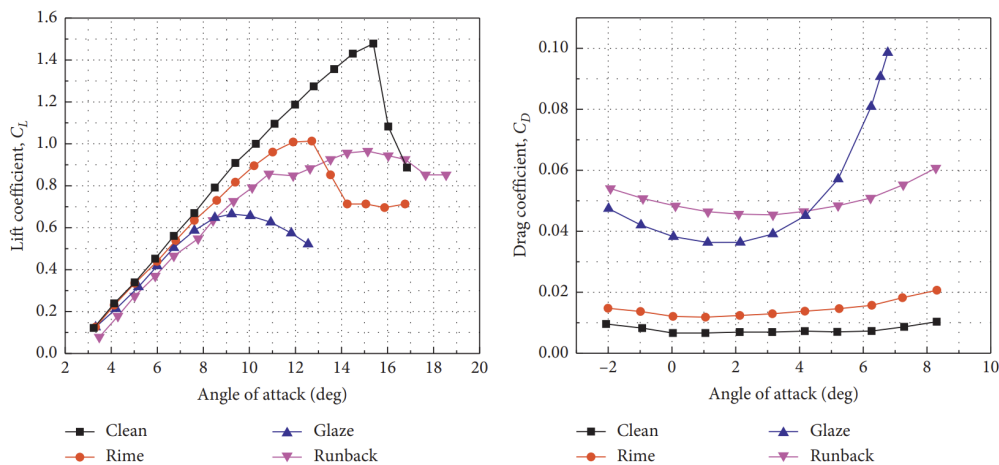 1.6
1.4
1.2
1.0
0.8
0.6
0.4
0.2
0.0
Lift coefficient, C_L
2 4 6 8 10 12 14 16 18 20
Angle of attack (deg)
Clean
Rime
Glaze
Runback
0.10
0.08
0.06
0.04
0.02
0.00
Drag coefficient, C_D
−2 0 2 4 6 8 10
Angle of attack (deg)
Clean
Rime
Glaze
Runback